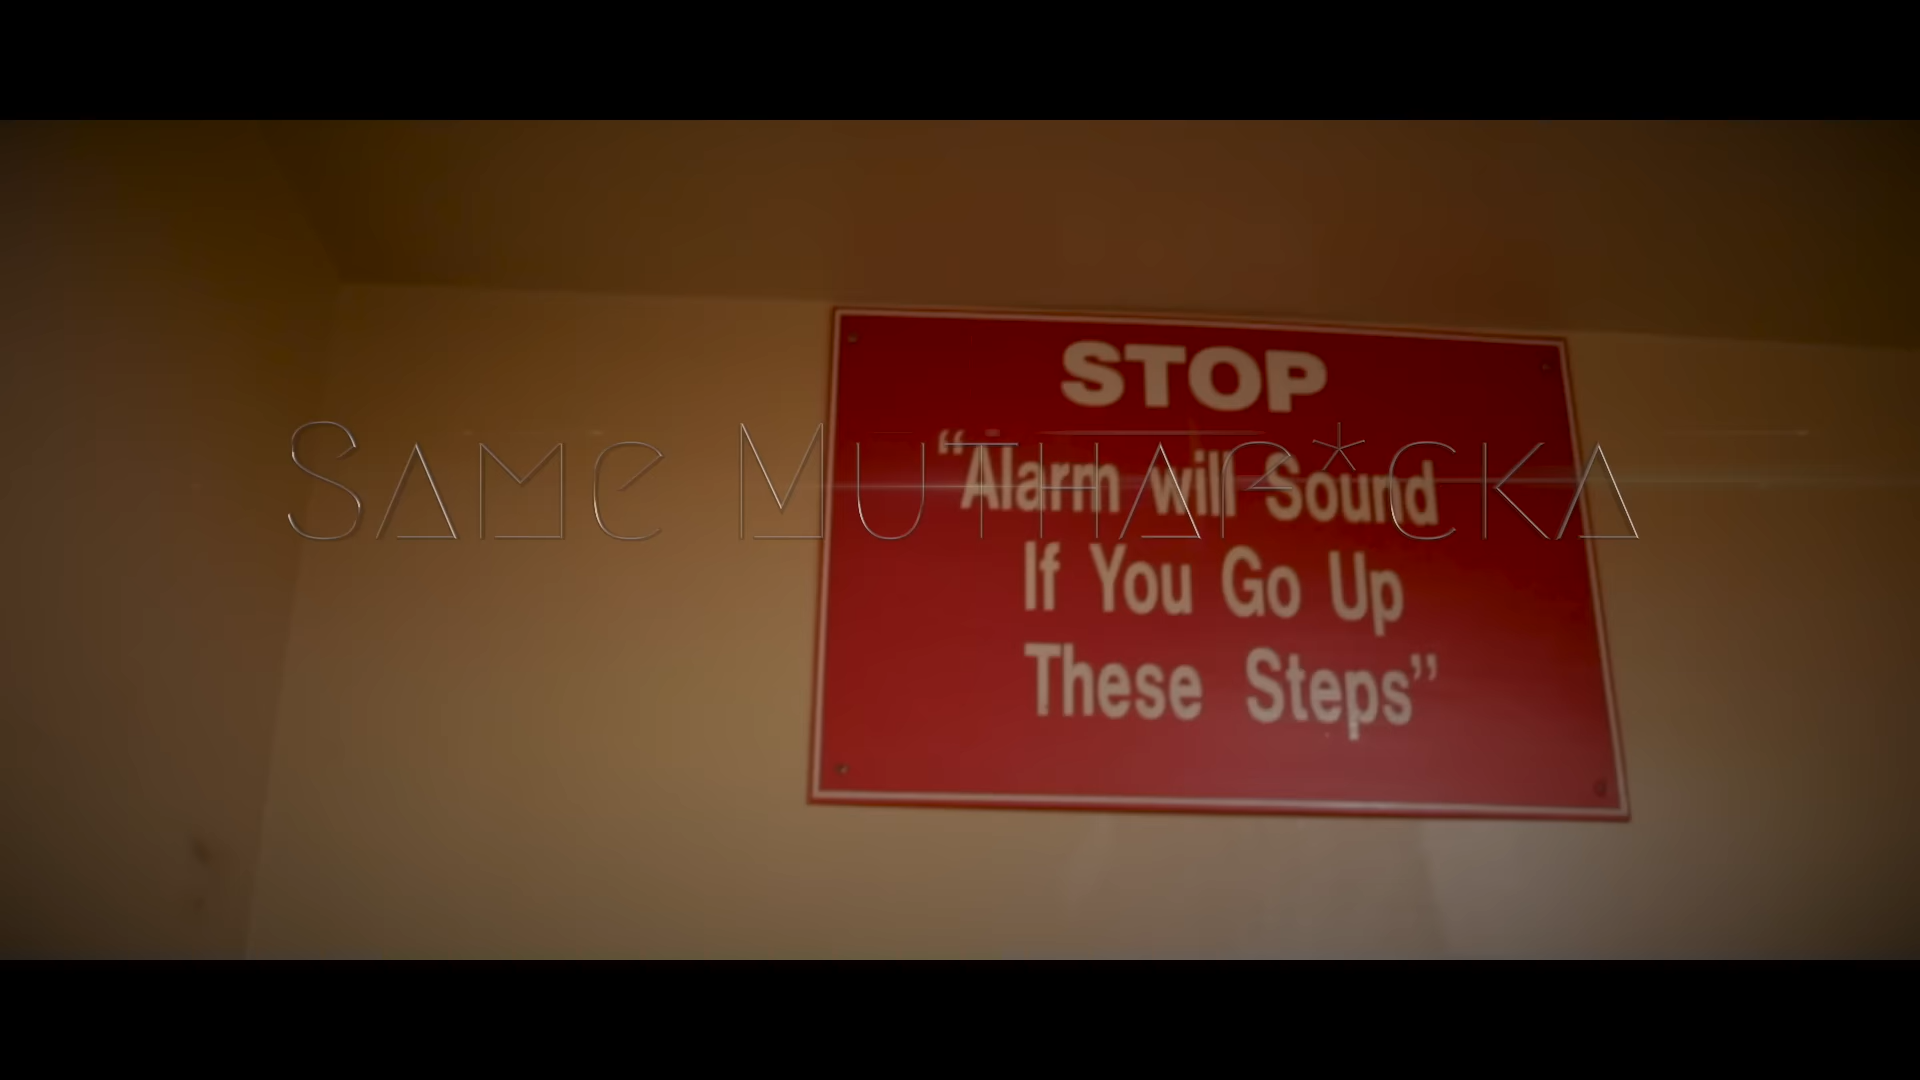 STOP
Same Muthaf*cka
“Alarm will Sound
If You Go Up
These Steps”